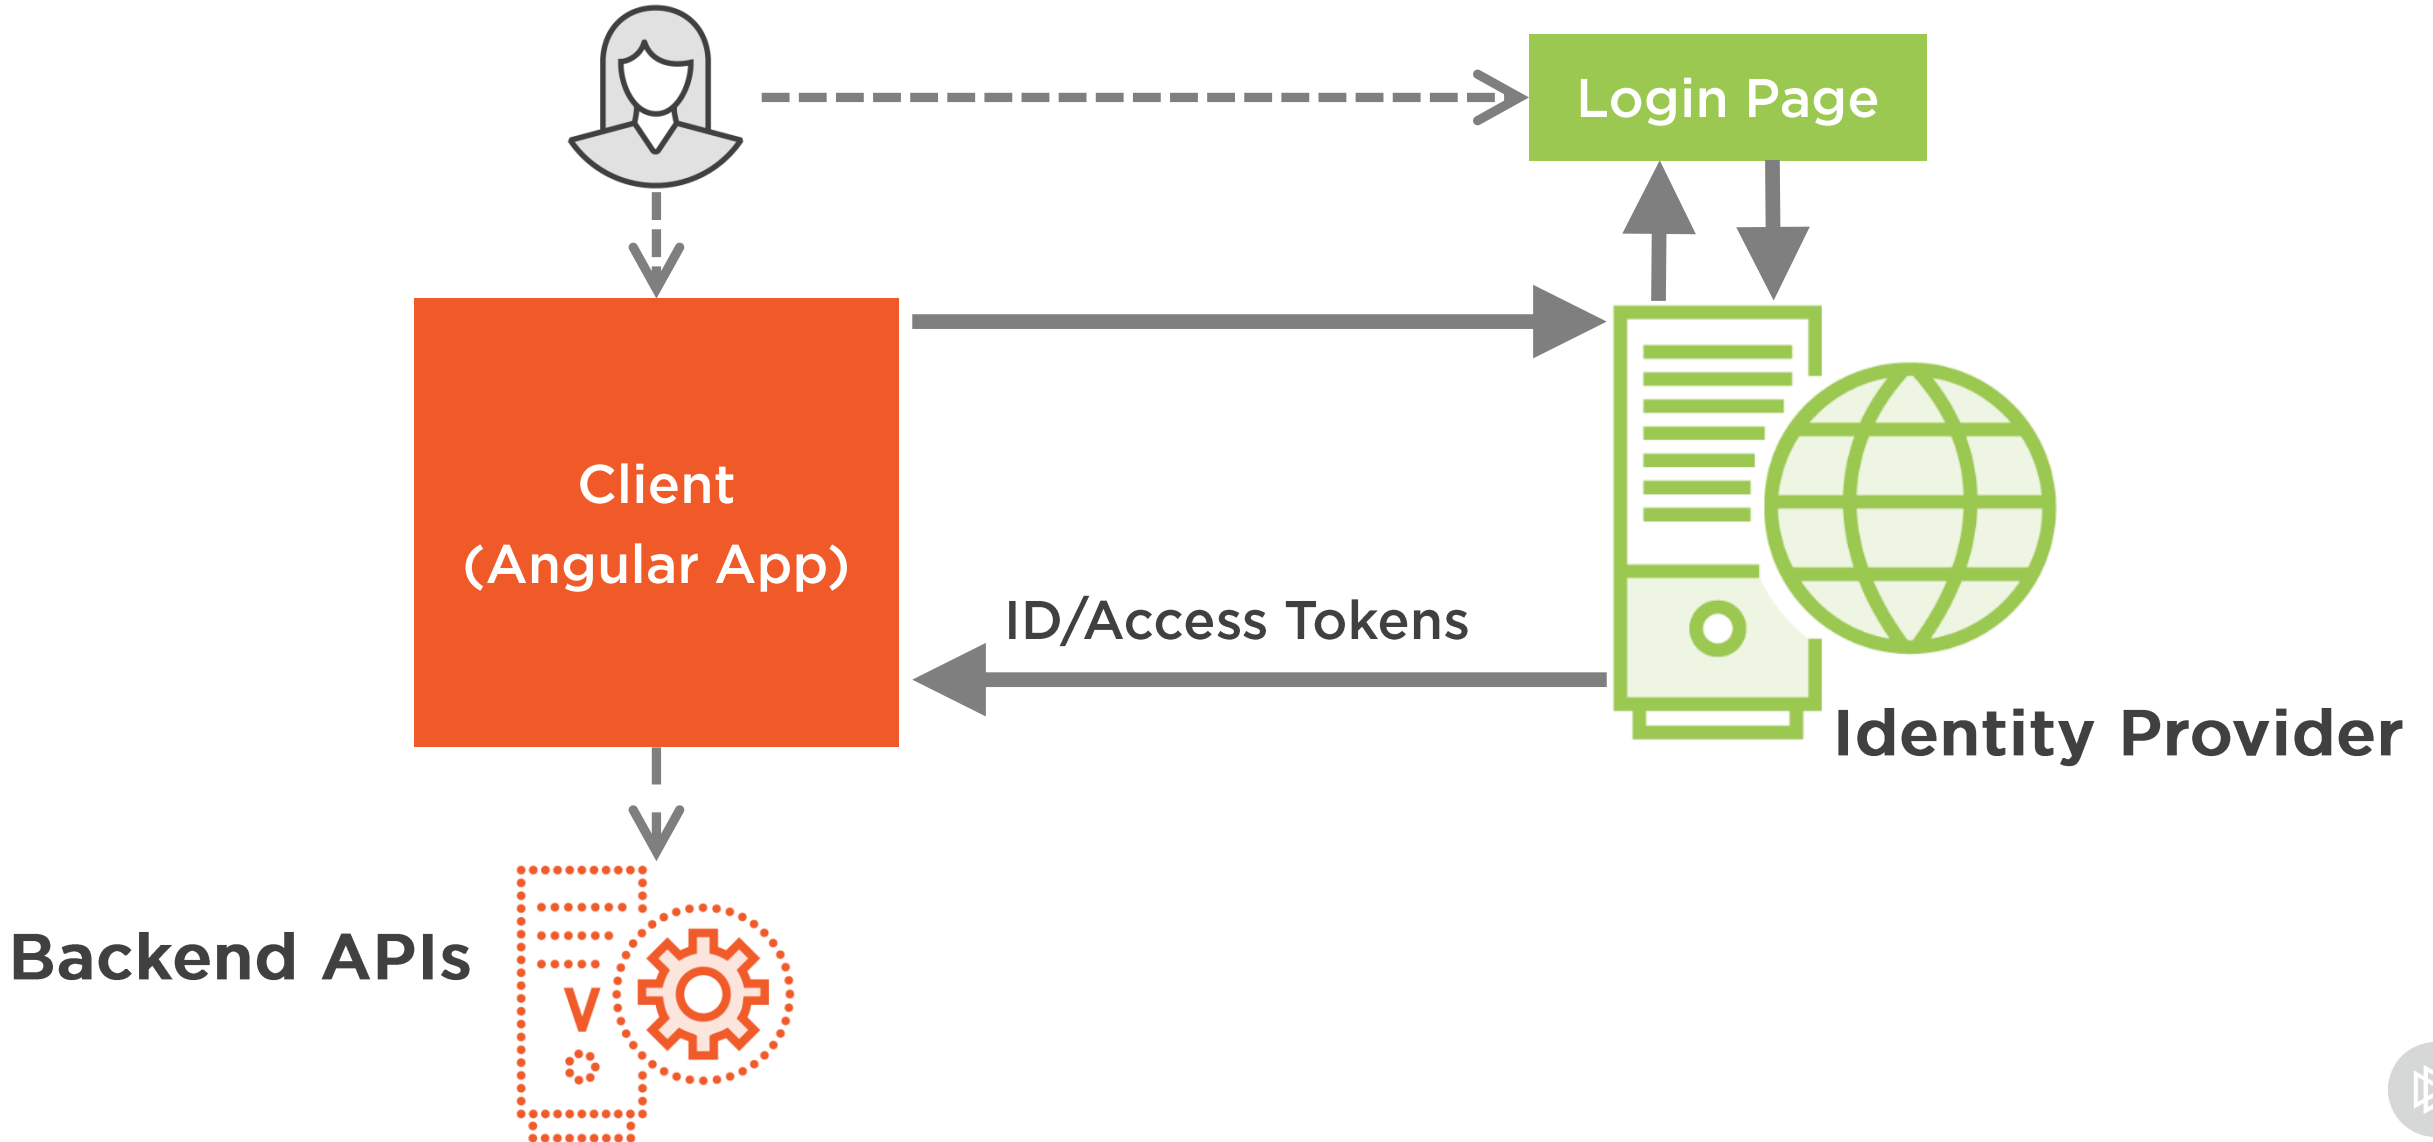 Login Page
Client
(Angular App)
ID/Access Tokens
Identity Provider
Backend APIs